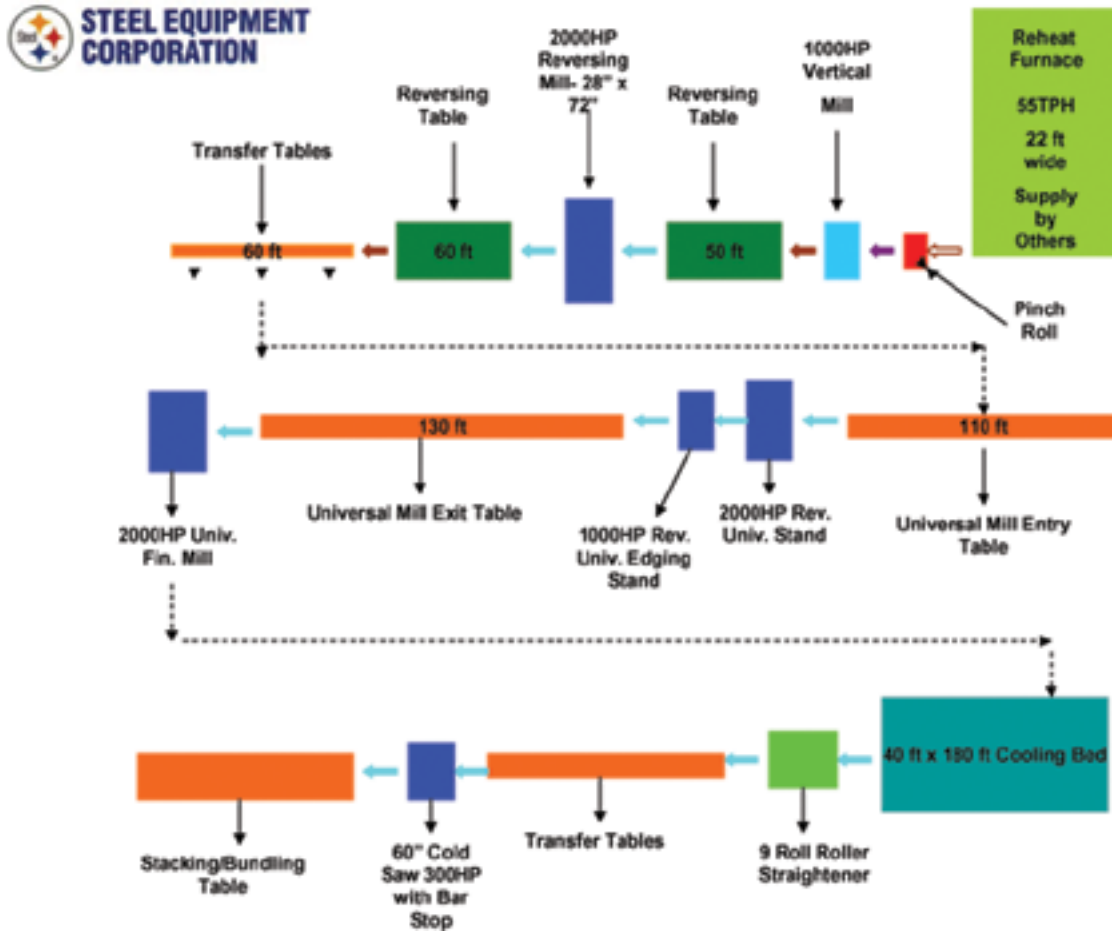 Steel
STEEL EQUIPMENT
CORPORATION
2000HP
Reversing
Mill- 28" x
72"
1000HP
Vertical
Mill
Reheat
Furnace
55TPH
22 ft
wide
Supply
by
Others
Reversing
Table
Reversing
Table
Transfer Tables
60 ft
60 ft
50 ft
Pinch
Roll
130 ft
110 ft
2000HP Univ.
Fin. Mill
Universal Mill Exit Table
1000HP Rev.
Univ. Edging
Stand
2000HP Rev.
Univ. Stand
Universal Mill Entry
Table
40 ft x 180 ft Cooling Bed
Stacking/Bundling
Table
60" Cold
Saw 300HP
with Bar
Stop
Transfer Tables
9 Roll Roller
Straightener